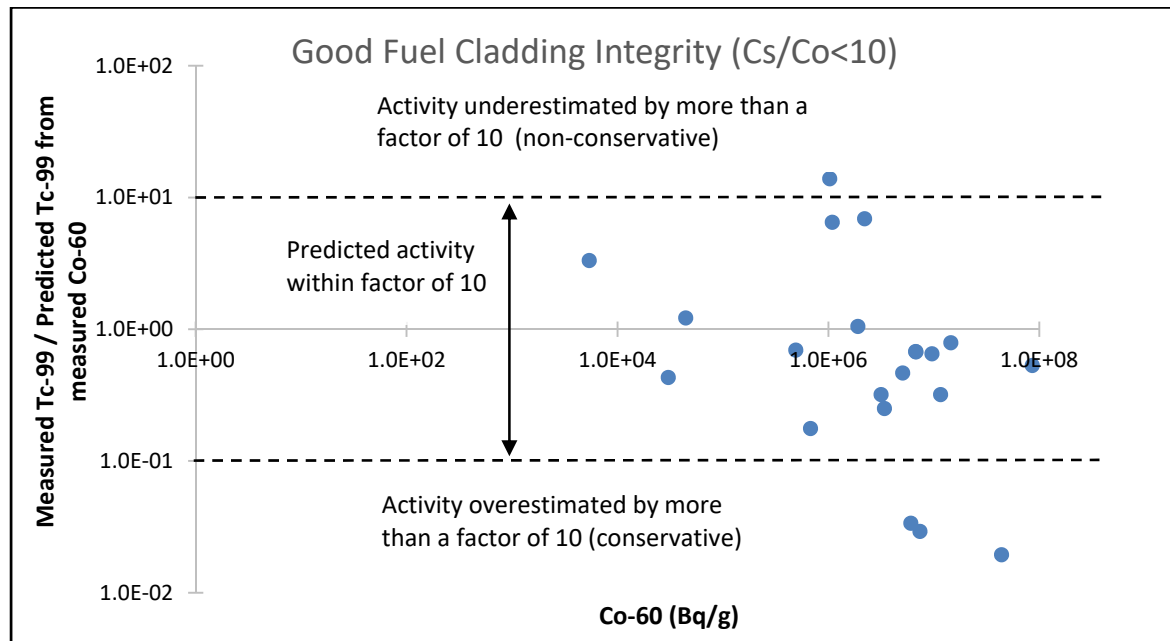 Good Fuel Cladding Integrity (Cs/Co<10)
1.0E+02
Activity underestimated by more than a
factor of 10  (non-conservative)
1.0E+01
Predicted activity
within factor of 10
1.0E+00
1.0E+00
1.0E+02
1.0E+04
1.0E+06
1.0E+08
1.0E-01
Activity overestimated by more
than a factor of 10 (conservative)
1.0E-02
Measured Tc-99 / Predicted Tc-99 from
measured Co-60
Co-60 (Bq/g)